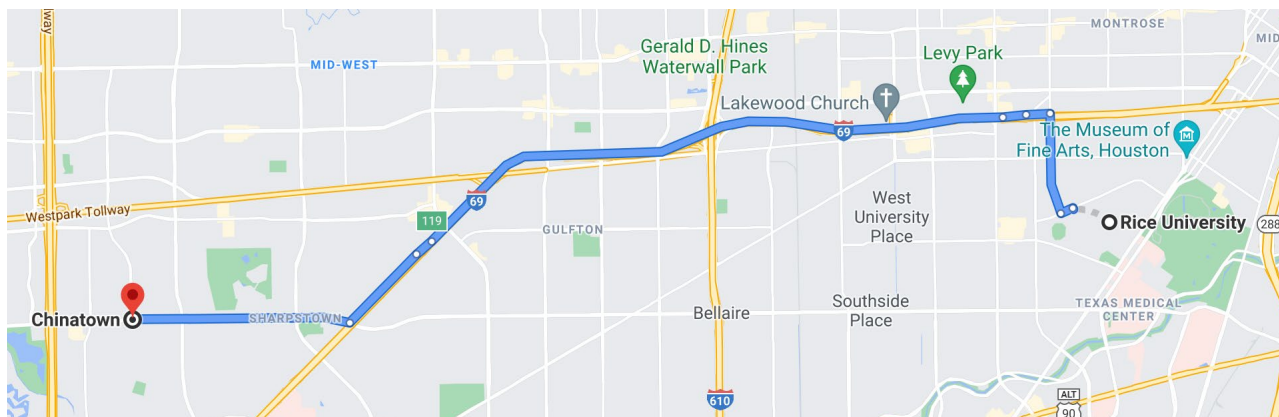 llway
MONTROSE
MID
MID-WEST
Gerald D. Hines
Waterwall Park
Levy Park
Lakewood Church
69
The Museum of
Fine Arts, Houston
69
Westpark Tollway
119
GULFTON
West
University
Place
Rice University
288
Chinatown
SHARPSTOWN
Bellaire
Southside
Place
TEXAS MEDICAL
CENTER
610
ALT
90